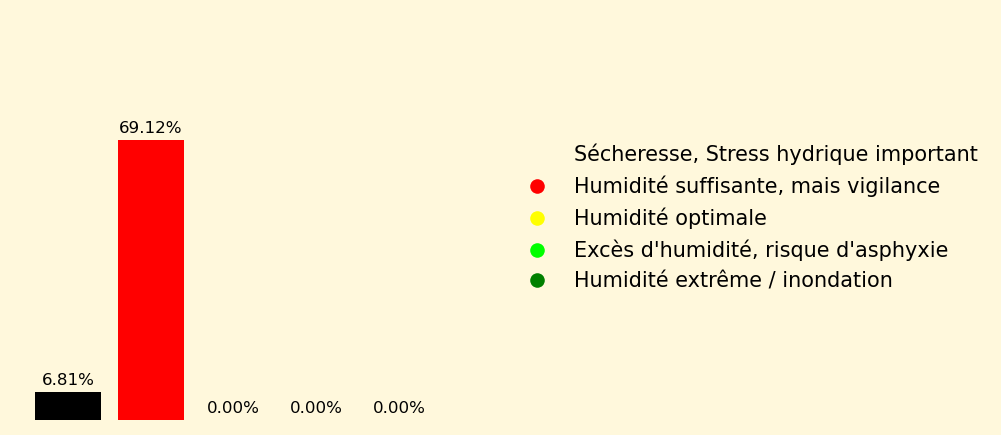 69.12%
6.81%
0.00%
0.00%
0.00%
Sécheresse, Stress hydrique important
Humidité suffisante, mais vigilance
Humidité optimale
Excès d'humidité, risque d'asphyxie
Humidité extrême / inondation